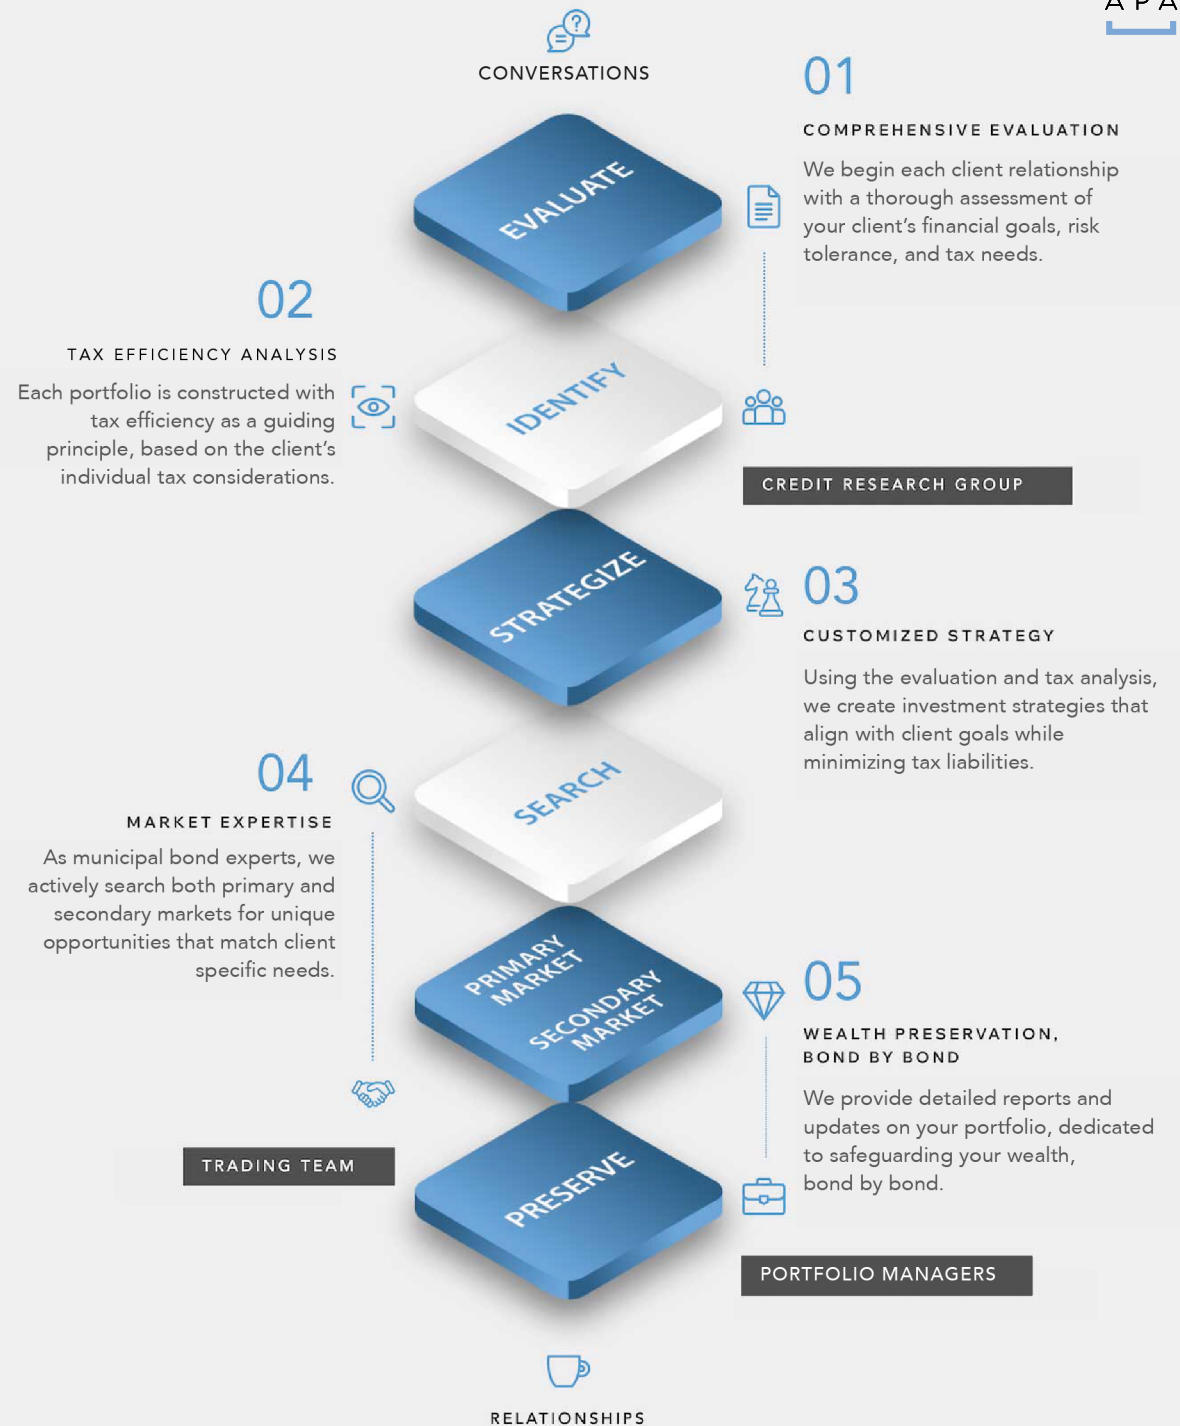 APA
CONVERSATIONS
01
COMPREHENSIVE EVALUATION
We begin each client relationship
with a thorough assessment of
your client's financial goals, risk
tolerance, and tax needs.
EVALUATE
02
TAX EFFICIENCY ANALYSIS
Each portfolio is constructed with
tax efficiency as a guiding
principle, based on the client's
individual tax considerations.
IDENTIFY
CREDIT RESEARCH GROUP
STRATEGIZE
03
CUSTOMIZED STRATEGY
Using the evaluation and tax analysis,
we create investment strategies that
align with client goals while
minimizing tax liabilities.
04
MARKET EXPERTISE
As municipal bond experts, we
actively search both primary and
secondary markets for unique
opportunities that match client
specific needs.
SEARCH
PRIMARY
MARKET
SECONDARY
MARKET
05
WEALTH PRESERVATION,
BOND BY BOND
We provide detailed reports and
updates on your portfolio, dedicated
to safeguarding your wealth,
bond by bond.
TRADING TEAM
PRESERVE
PORTFOLIO MANAGERS
RELATIONSHIPS